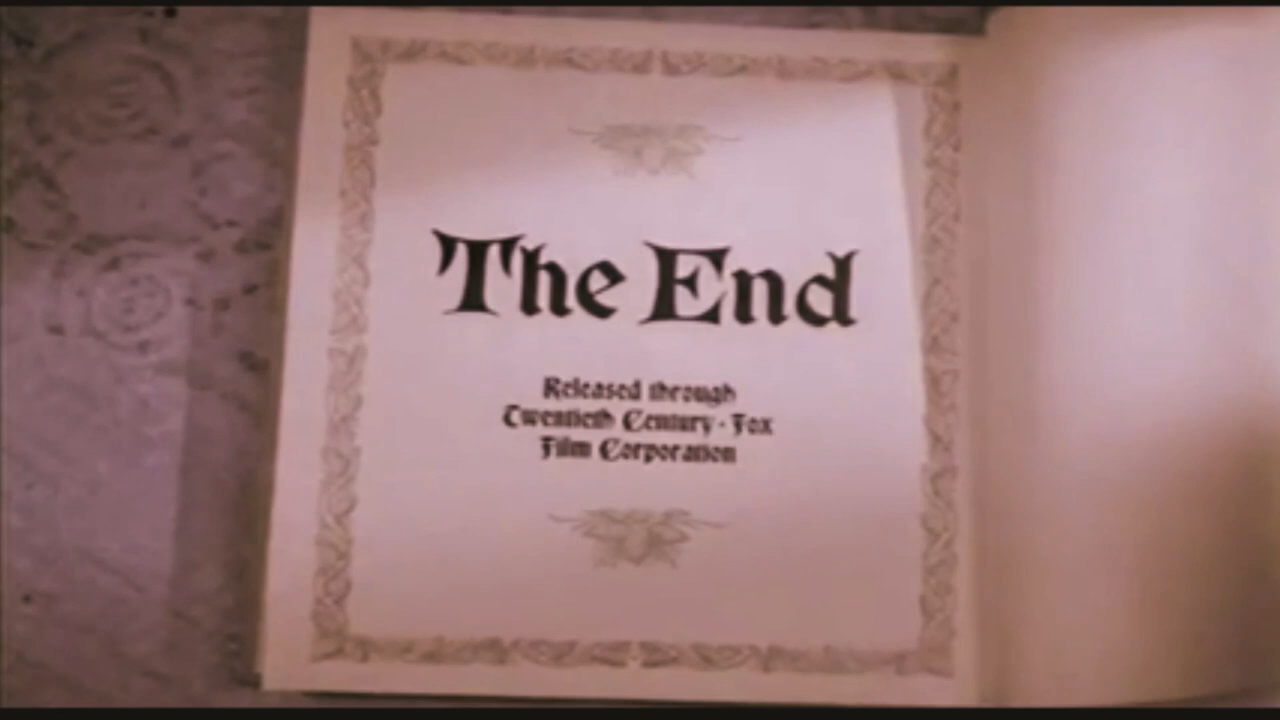 The End
Released through
Twentieth Century-Fox
Film Corporation